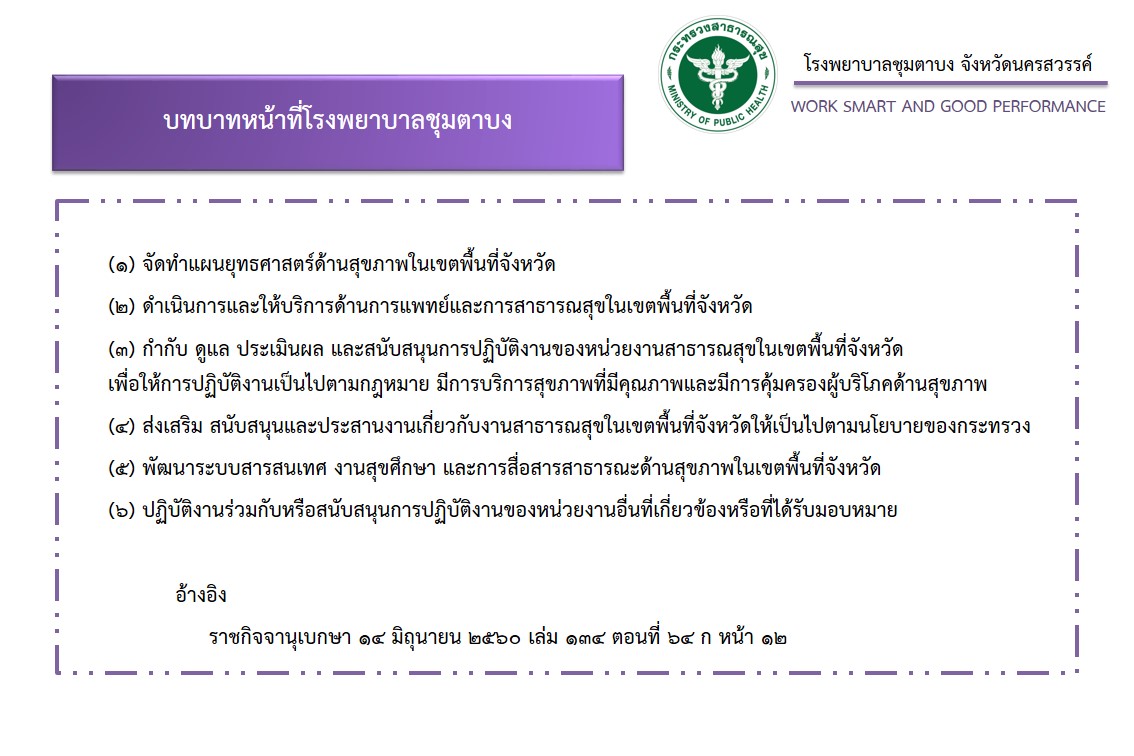 กระทรวงสาธารณสุข
MINISTRY OF PUBLIC HEALTH
โรงพยาบาลชุมตาบง จังหวัดนครสวรรค์
WORK SMART AND GOOD PERFORMANCE
บทบาทหน้าที่โรงพยาบาลชุมตาบง
(๑) จัดทำแผนยุทธศาสตร์ด้านสุขภาพในเขตพื้นที่จังหวัด
(๒) ดำเนินการและให้บริการด้านการแพทย์และการสาธารณสุขในเขตพื้นที่จังหวัด
(๓) กำกับ ดูแล ประเมินผล และสนับสนุนการปฏิบัติงานของหน่วยงานสาธารณสุขในเขตพื้นที่จังหวัด
เพื่อให้การปฏิบัติงานเป็นไปตามกฎหมาย มีการบริการสุขภาพที่มีคุณภาพและมีการคุ้มครองผู้บริโภคด้านสุขภาพ
(๔) ส่งเสริม สนับสนุนและประสานงานเกี่ยวกับงานสาธารณสุขในเขตพื้นที่จังหวัดให้เป็นไปตามนโยบายของกระทรวง
(๕) พัฒนาระบบสารสนเทศ งานสุขศึกษา และการสื่อสารสาธารณะด้านสุขภาพในเขตพื้นที่จังหวัด
(๖) ปฏิบัติงานร่วมกับหรือสนับสนุนการปฏิบัติงานของหน่วยงานอื่นที่เกี่ยวข้องหรือที่ได้รับมอบหมาย
อ้างอิง
ราชกิจจานุเบกษา ๑๔ มิถุนายน ๒๕๖๐ เล่ม ๑๓๔ ตอนที่ ๖๔ ก หน้า ๑๒